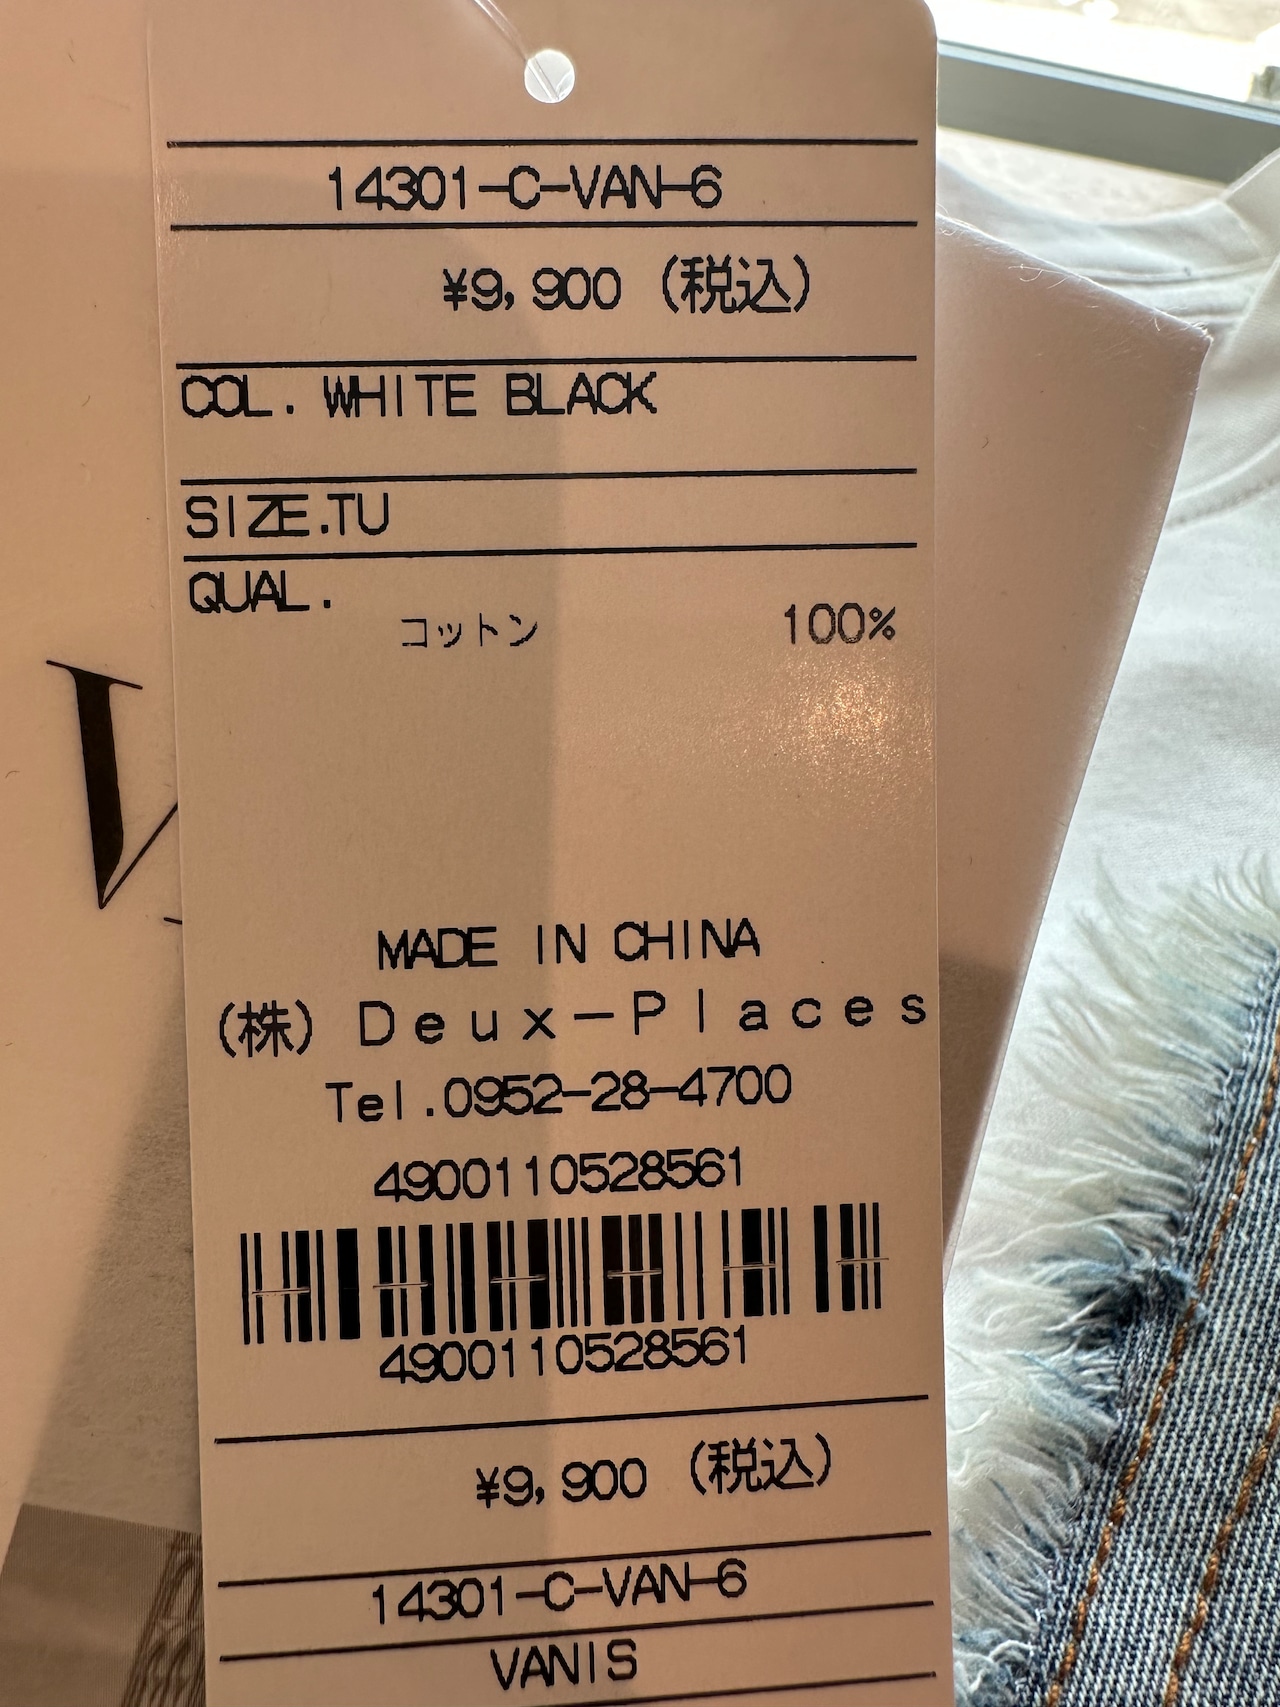 14301-C-VAN-6
¥9,900 (税込)
COL. WHITE BLACK
SIZE.TU
QUAL.
コットン 100%
V
MADE IN CHINA
(株) Deux-Places
Tel.0952-28-4700
4900110528561
4900110528561
¥9,900 (税込)
14301-C-VAN-6
VANIS